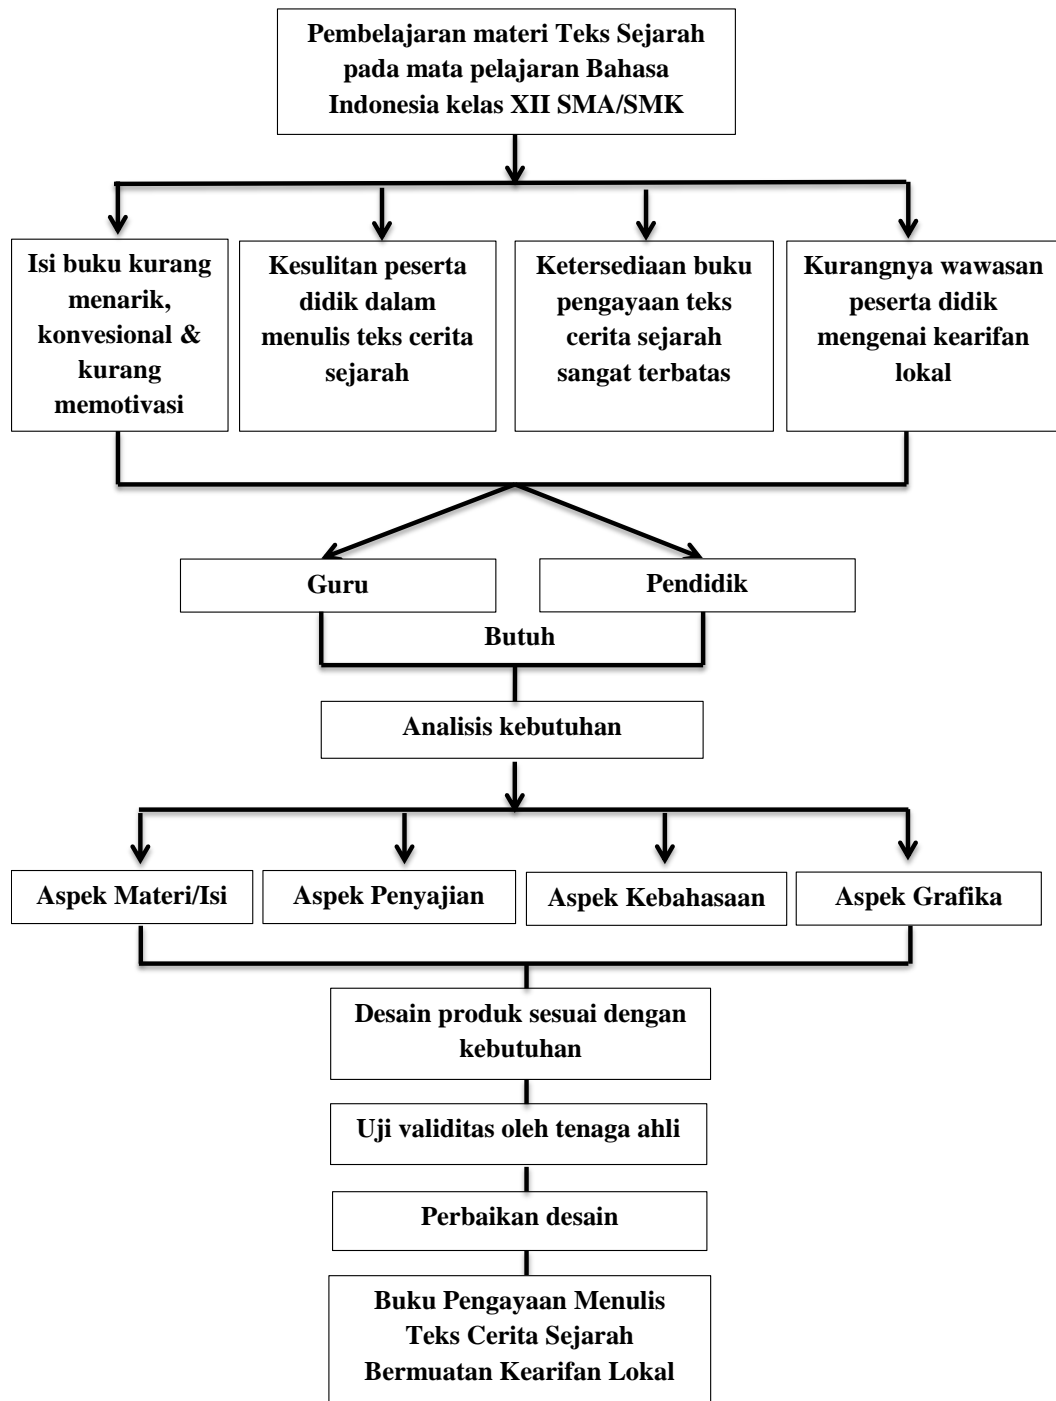 Pembelajaran materi Teks Sejarah
pada mata pelajaran Bahasa
Indonesia kelas XII SMA/SMK
Isi buku kurang
menarik,
konvesional &
kurang
memotivasi
Kesulitan peserta
didik dalam
menulis teks cerita
sejarah
Ketersediaan buku
pengayaan teks
cerita sejarah
sangat terbatas
Kurangnya wawasan
peserta didik
mengenai kearifan
lokal
Guru
Pendidik
Butuh
Analisis kebutuhan
Aspek Materi/Isi
Aspek Penyajian
Aspek Kebahasaan
Aspek Grafika
Desain produk sesuai dengan
kebutuhan
Uji validitas oleh tenaga ahli
Perbaikan desain
Buku Pengayaan Menulis
Teks Cerita Sejarah
Bermuatan Kearifan Lokal